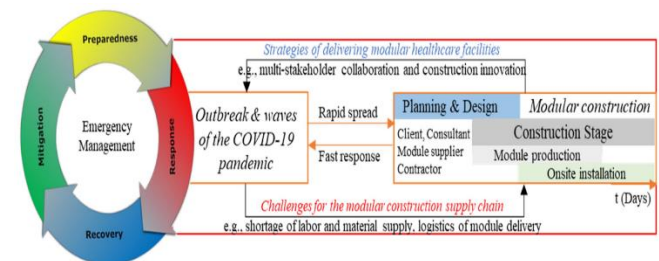 Preparedness
Mitigation
Emergency
Management
Response
Recovery
Strategies of delivering modular healthcare facilities
e.g., multi-stakeholder collaboration and construction innovation
Outbreak & waves
of the COVID-19
pandemic
Rapid spread
Fast response
Planning & Design
Modular construction
Client, Consultant
Module supplier
Contractor
Construction Stage
Module production
Onsite installation
t (Days)
Challenges for the modular construction supply chain
e.g., shortage of labor and material supply, logistics of module delivery